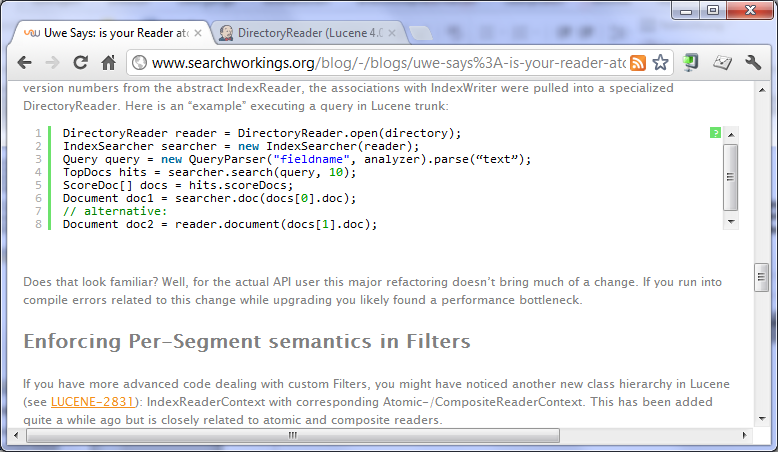 Uwe Says: is your Reader ato
DirectoryReader (Lucene 4.0
www.searchworkings.org/blog/-/blogs/uwe-says%3A-is-your-reader-ato
version numbers from the abstract IndexReader, the associations with IndexWriter were pulled into a specialized
DirectoryReader. Here is an “example” executing a query in Lucene trunk:
1 DirectoryReader reader = DirectoryReader.open(directory);
2 IndexSearcher searcher = new IndexSearcher(reader);
3 Query query = new QueryParser("fieldname", analyzer).parse(“text”);
4 TopDocs hits = searcher.search(query, 10);
5 ScoreDoc[] docs = hits.scoreDocs;
6 Document doc1 = searcher.doc(docs[0].doc);
7 // alternative:
8 Document doc2 = reader.document(docs[1].doc);
?
Does that look familiar? Well, for the actual API user this major refactoring doesn’t bring much of a change. If you run into
compile errors related to this change while upgrading you likely found a performance bottleneck.
Enforcing Per-Segment semantics in Filters
If you have more advanced code dealing with custom Filters, you might have noticed another new class hierarchy in Lucene
(see LUCENE-2831): IndexReaderContext with corresponding Atomic-/CompositeReaderContext. This has been added
quite a while ago but is closely related to atomic and composite readers.